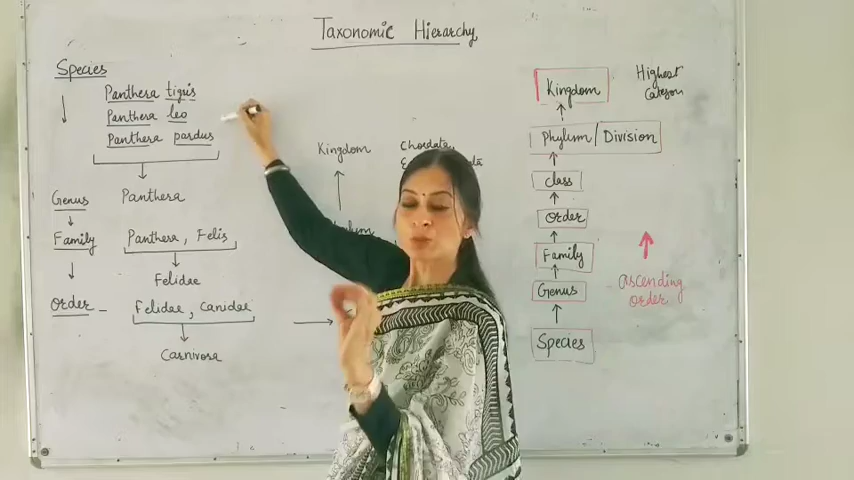 Taxonomic Hierarchy
Species
Panthera tigris
Panthera leo
Panthera pardus
Genus
Panthera
Family
Panthera, Felis
Felidae
Order
Felidae, Canidae
Carnivora
Kingdom
Chordata,
Kingdom
Highest
Phylum/Division
Class
Order
Family
Genus
Species
Ascending
order